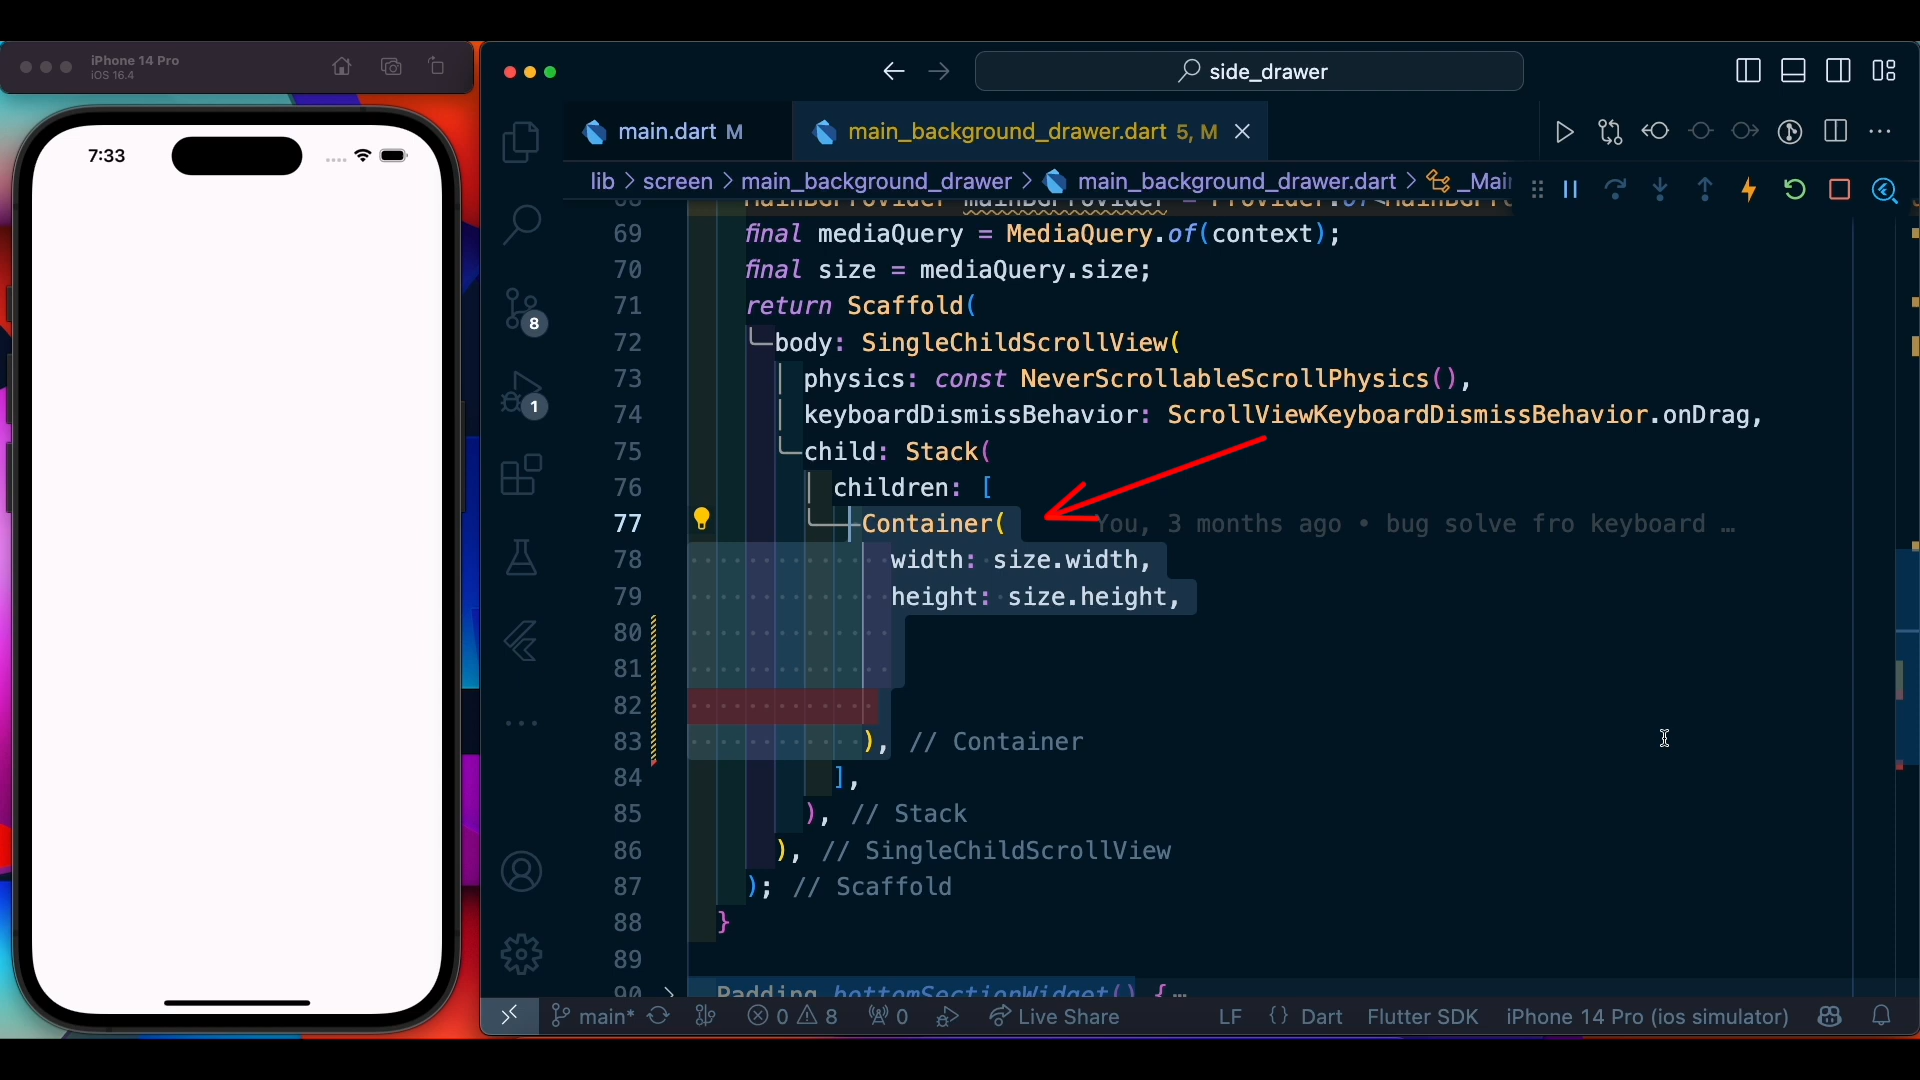 iPhone 14 Pro
iOS 16.4
7:33
side_drawer
main.dart M
main_background_drawer.dart 5, M
lib > screen > main_background_drawer > main_background_drawer.dart > _Mai
8
1
69 final mediaQuery = MediaQuery.of(context);
70 final size = mediaQuery.size;
71 return Scaffold(
72 body: SingleChildScrollView(
73 physics: const NeverScrollableScrollPhysics(),
74 keyboardDismissBehavior: ScrollViewKeyboardDismissBehavior.onDrag,
75 child: Stack(
76 children: [
77 Container( You, 3 months ago • bug solve fro keyboard …
78 width: size.width,
79 height: size.height,
80
81
82
83 ), // Container
84 ],
85 ), // Stack
86 ), // SingleChildScrollView
87 ); // Scaffold
88 }
89
90 Padding bottomSectionWidget() {…
main* 0 8 0 Live Share LF {} Dart Flutter SDK iPhone 14 Pro (ios simulator)